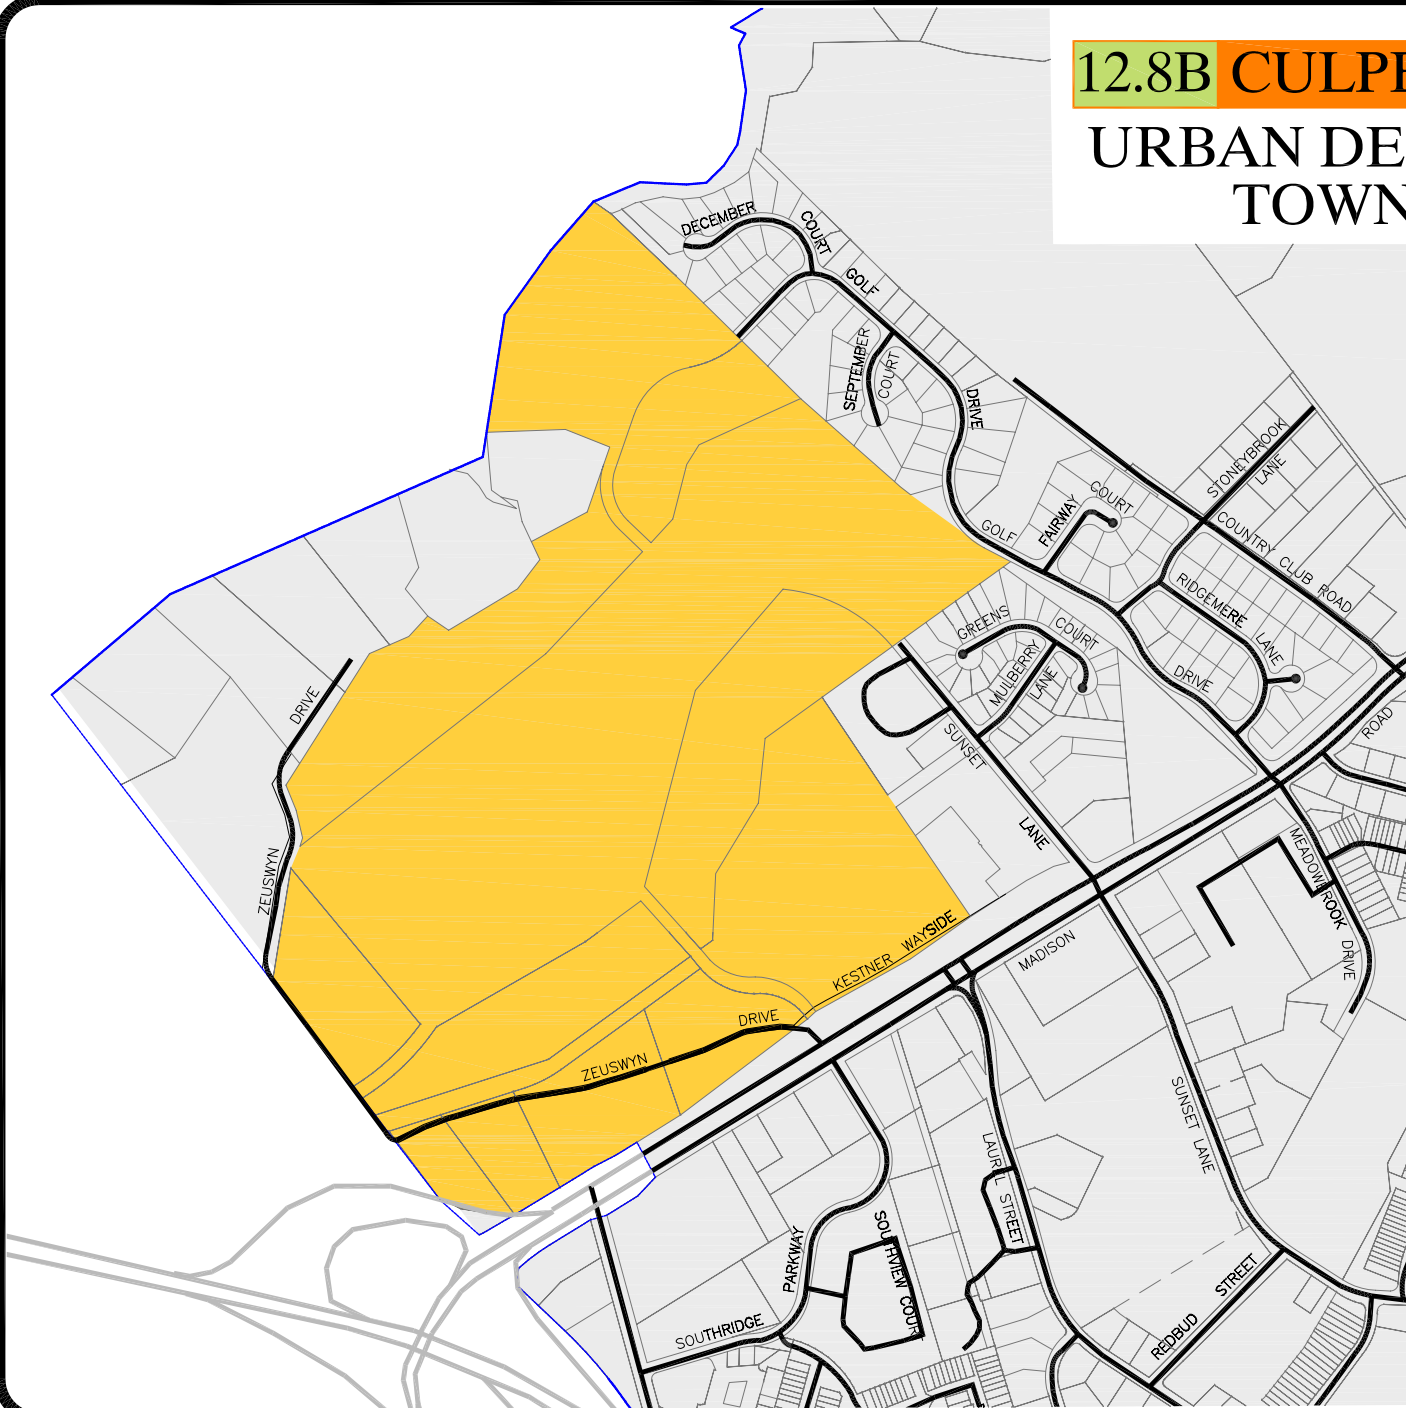 12.8B CULPE
URBAN DE
TOWN
DECEMBER
COURT
GOLF
SEPTEMBER
COURT
DRIVE
STONEYBROOK
LANE
COURT
FAIRWAY
GOLF
COUNTRY CLUB ROAD
RIDGEMERE
LANE
GREENS
COURT
MULBERRY
LANE
DRIVE
DRIVE
SUNSET
ROAD
LANE
MEADOWBROOK
DRIVE
ZEUSWYN
KESTNER WAYSIDE
MADISON
DRIVE
ZEUSWYN
SUNSET LANE
LAUREL STREET
SOUTHVIEW COURT
PARKWAY
SOUTHRIDGE
REDBUD STREET